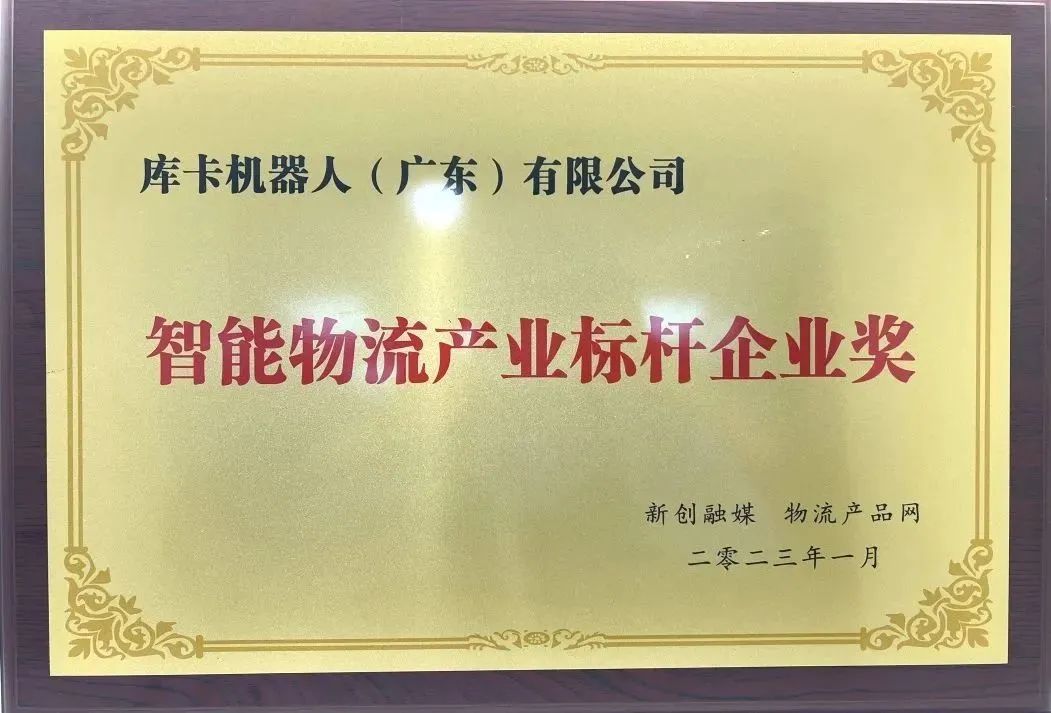 库卡机器人（广东）有限公司
智能物流产业标杆企业奖
新创融媒 物流产品网
二零二三年一月